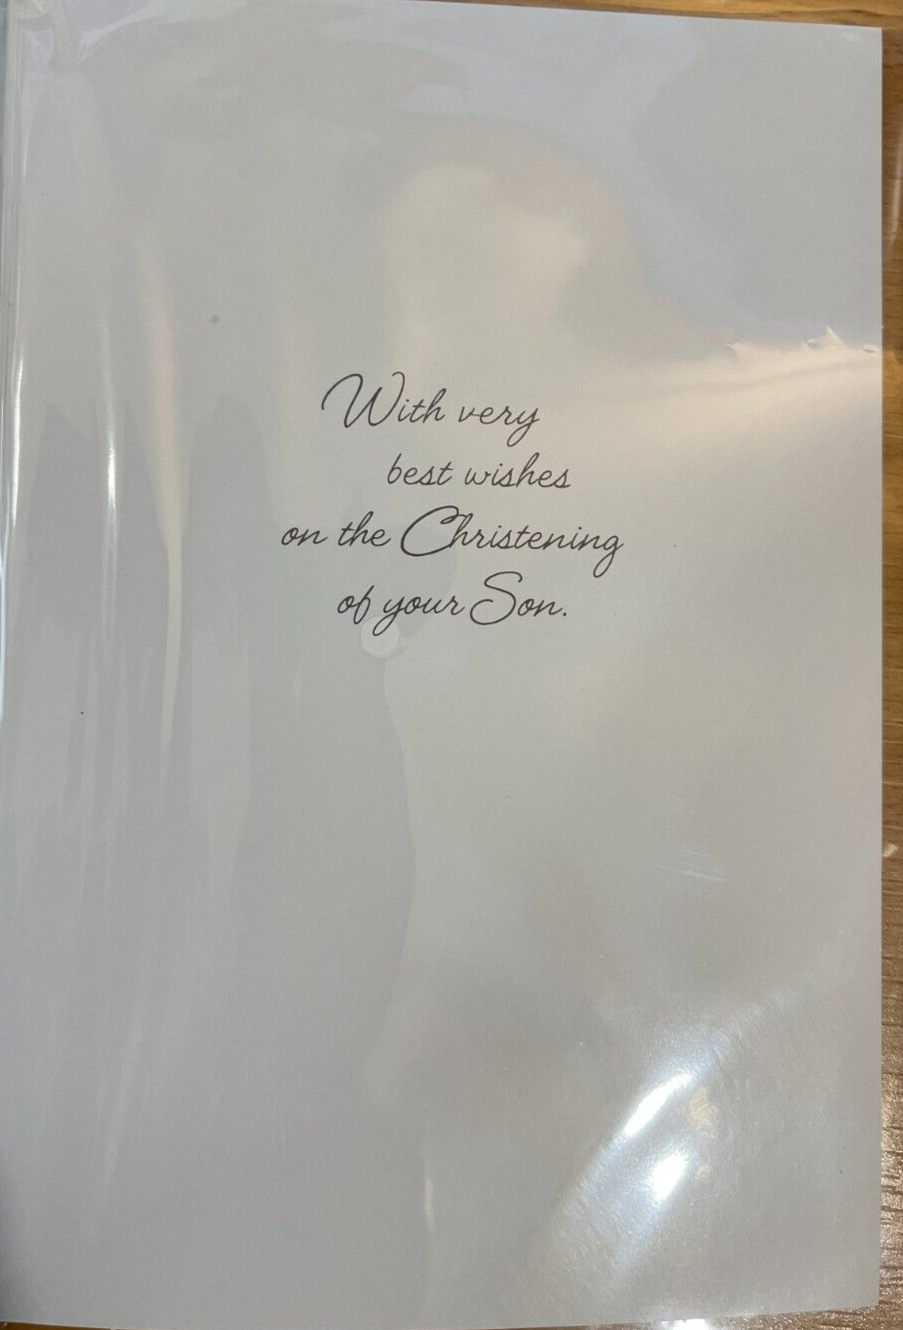 With very
best wishes
on the Christening
of your Son.